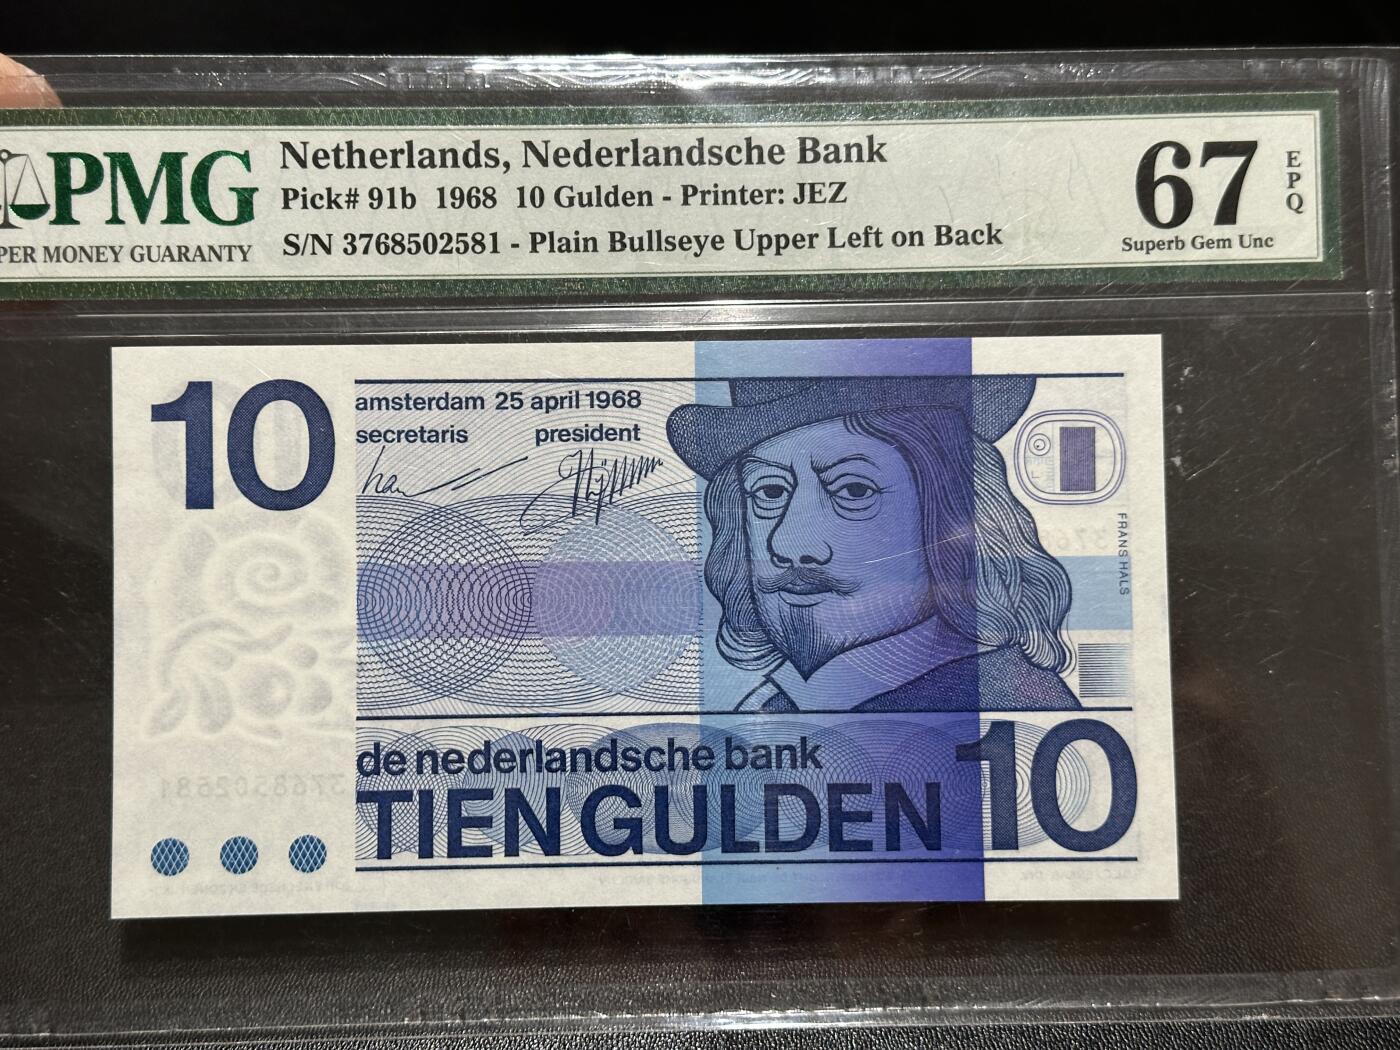 PMG
PER MONEY GUARANTY
Netherlands, Nederlandsche Bank
Pick# 91b 1968 10 Gulden - Printer: JEZ
S/N 3768502581 - Plain Bullseye Upper Left on Back
67
EPQ
Superb Gem Unc
10
amsterdam 25 april 1968
secretaris president
FRANS HALS
de nederlandsche bank
TIEN GULDEN
10
3768502581